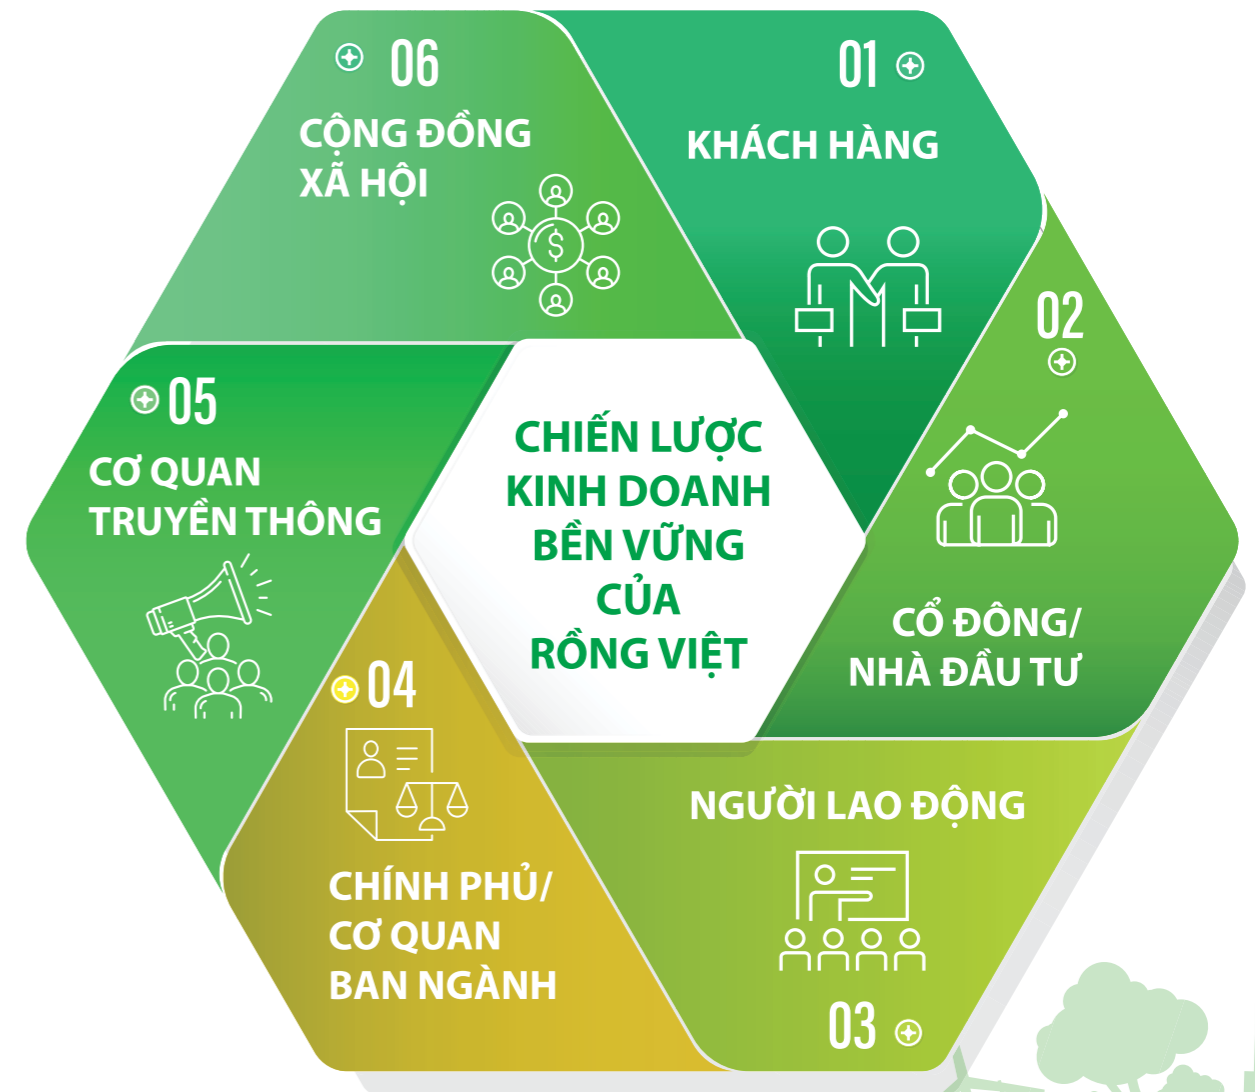 CHIẾN LƯỢC
KINH DOANH
BỀN VỮNG
CỦA
RỒNG VIỆT
01
KHÁCH HÀNG
02
CỔ ĐÔNG/
NHÀ ĐẦU TƯ
NGƯỜI LAO ĐỘNG
03
04
CHÍNH PHỦ/
CƠ QUAN
BAN NGÀNH
05
CƠ QUAN
TRUYỀN THÔNG
06
CỘNG ĐỒNG
XÃ HỘI
$